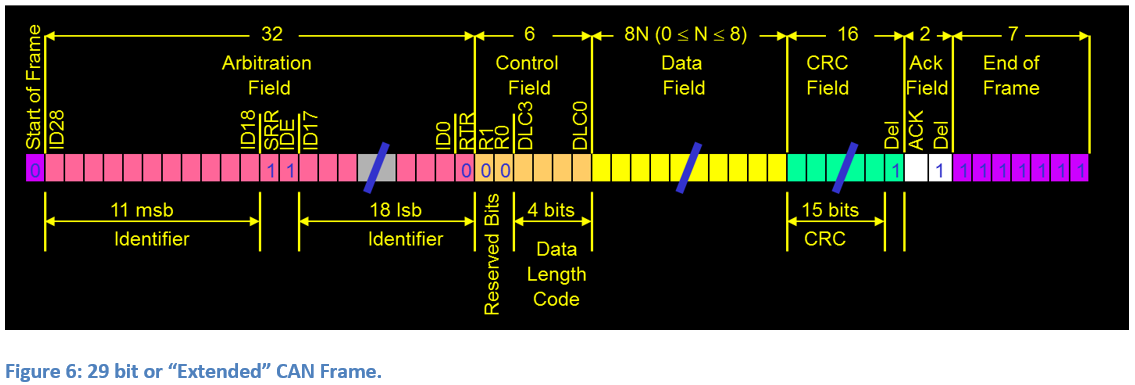 32
6
8N (0 ≤ N ≤ 8)
16
2
7
Start of Frame
Arbitration
Field
Control
Field
Data
Field
CRC
Field
Ack
Field
End of
Frame
ID28
ID18
SRR
IDE
ID17
ID0
RTR
R1
R0
DLC3
DLC0
Del
ACK
Del
0 1 1 0 0 0 1 1 1 1 1 1 1 1 1
11 msb
Identifier
18 lsb
Identifier
Reserved Bits
4 bits
Data
Length
Code
15 bits
CRC
Figure 6: 29 bit or “Extended” CAN Frame.